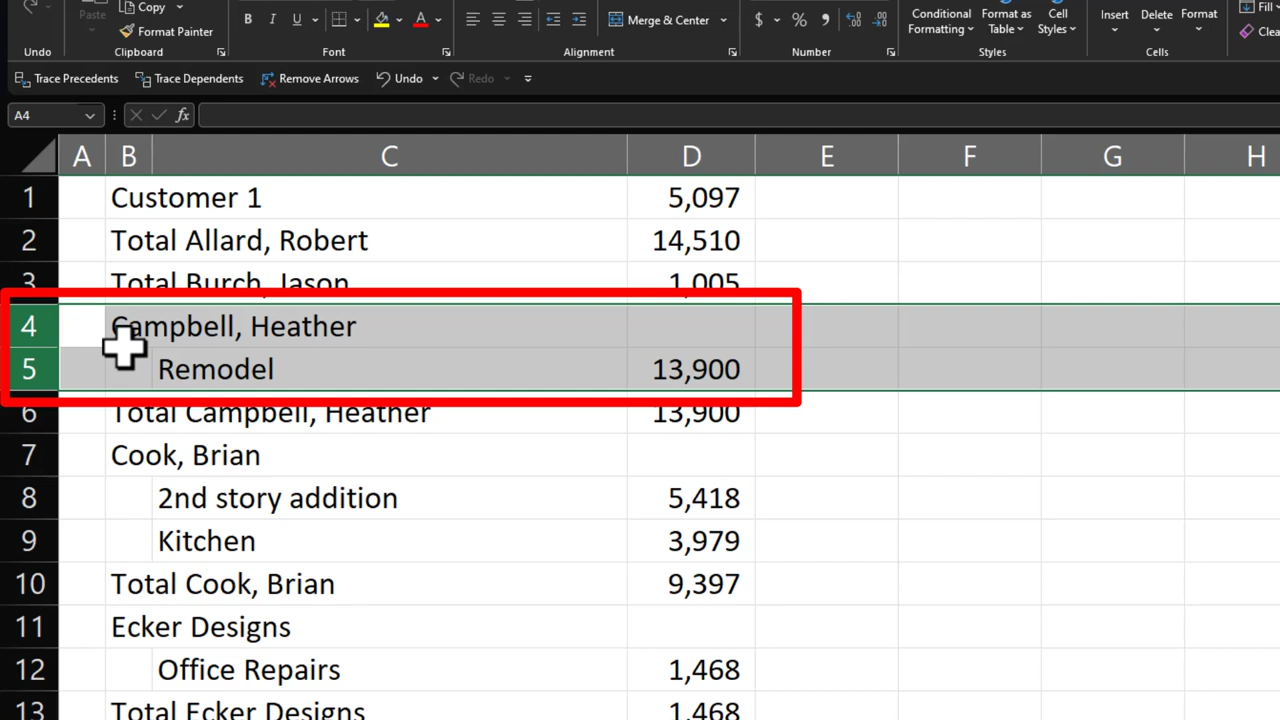 Copy
Format Painter
Paste
Undo
Clipboard
B I U A
Font
Merge & Center
Alignment
$ % ,
Number
Conditional Formatting
Format as Table
Cell Styles
Styles
Insert
Delete
Format
Cells
Fill
Clea
Trace Precedents
Trace Dependents
Remove Arrows
Undo
Redo
A4
fx
A B C D E F G H
1 Customer 1 5,097
2 Total Allard, Robert 14,510
3 Total Burch, Jason 1,005
4 Campbell, Heather
5 Remodel 13,900
6 Total Campbell, Heather 13,900
7 Cook, Brian
8 2nd story addition 5,418
9 Kitchen 3,979
10 Total Cook, Brian 9,397
11 Ecker Designs
12 Office Repairs 1,468
13 Total Ecker Designs 1,468